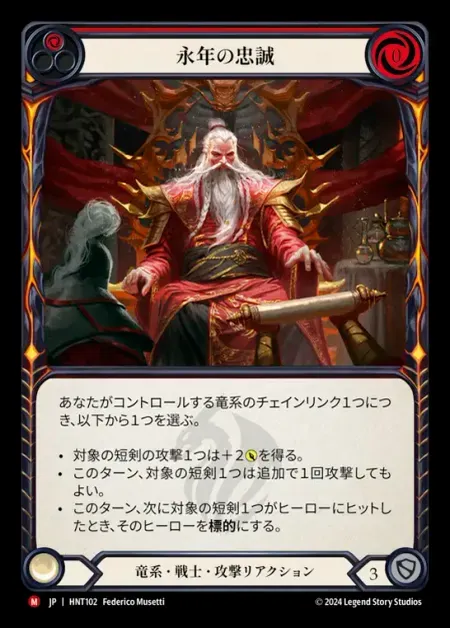 永年の忠誠
0
あなたがコントロールする竜系のチェインリンク1つにつ
き、以下から1つを選ぶ。
• 対象の短剣の攻撃1つは+2を得る。
• このターン、対象の短剣1つは追加で1回攻撃しても
よい。
• このターン、次に対象の短剣1つがヒーローにヒットし
たとき、そのヒーローを標的にする。
竜系・戦士・攻撃リアクション
3
M JP | HNT102 Federico Musetti
© 2024 Legend Story Studios